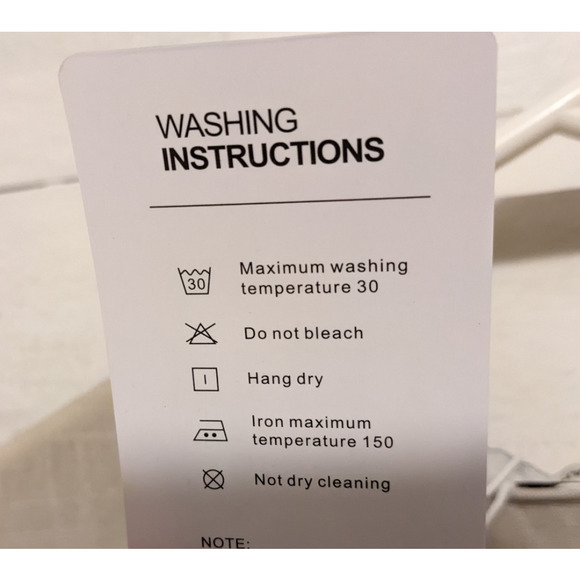 WASHING
INSTRUCTIONS
30
Maximum washing
temperature 30
Do not bleach
Hang dry
Iron maximum
temperature 150
Not dry cleaning
NOTE: